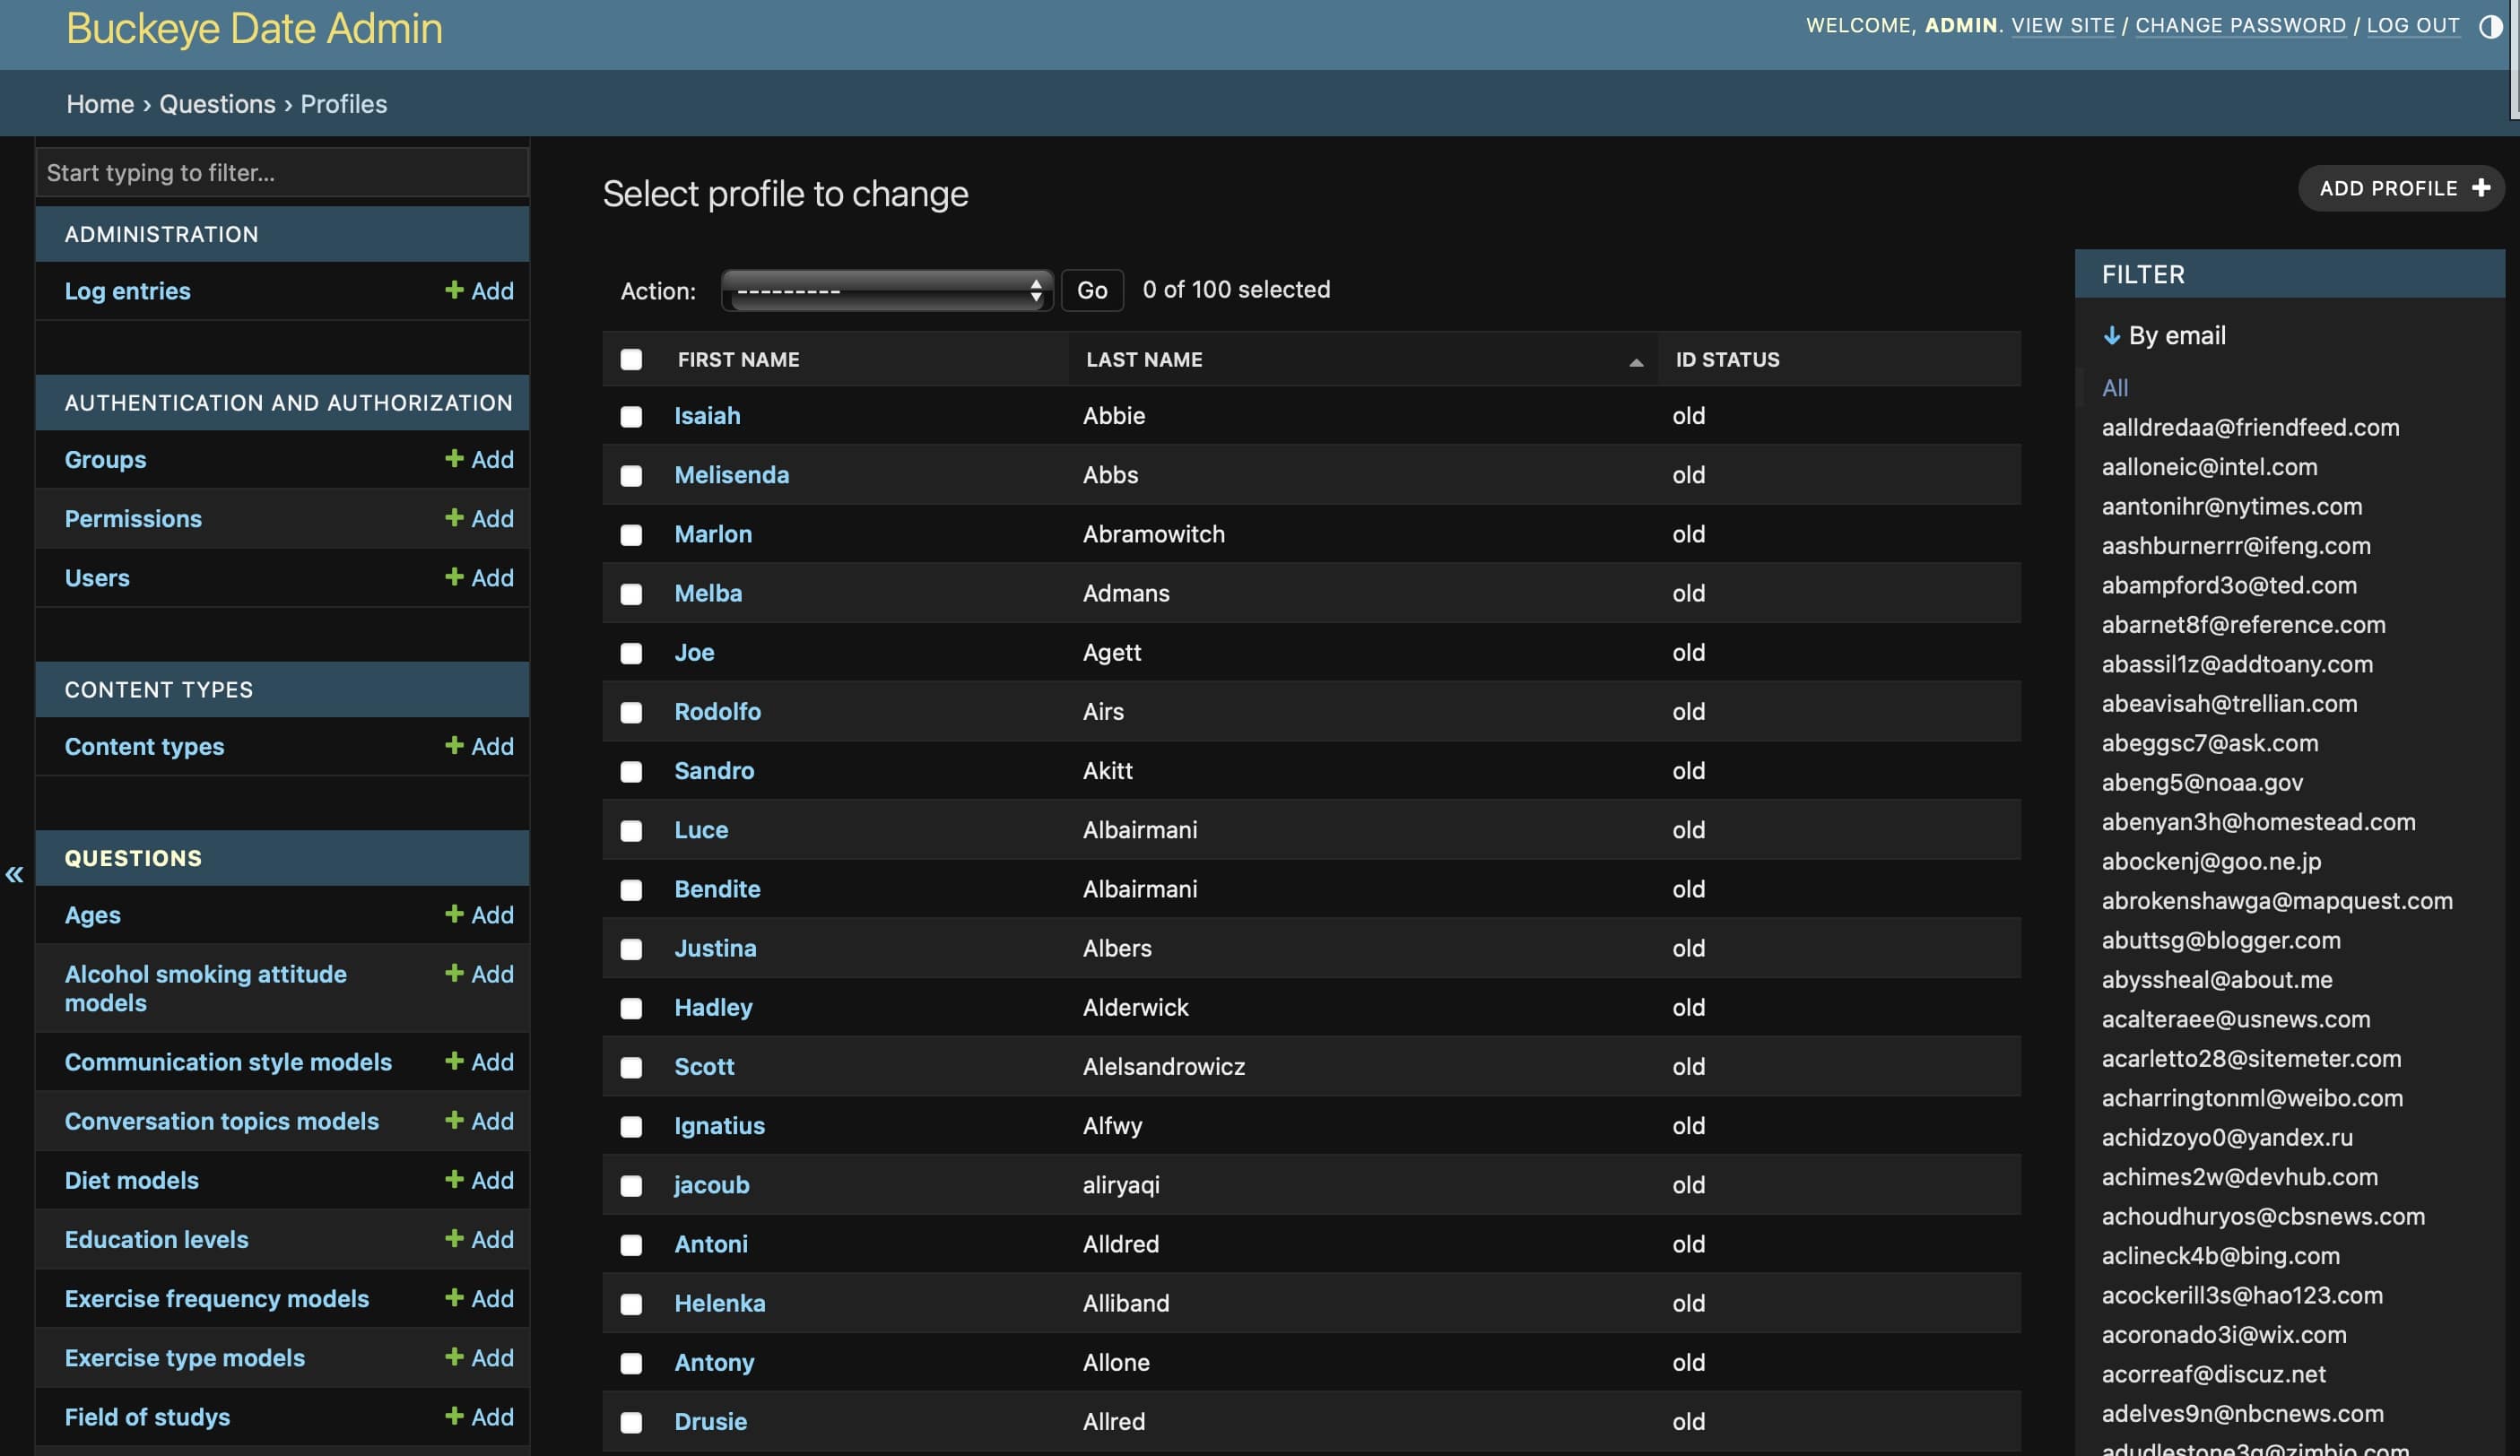 Buckeye Date Admin
WELCOME, ADMIN. VIEW SITE / CHANGE PASSWORD / LOG OUT
Home › Questions › Profiles
Start typing to filter...
ADMINISTRATION
Log entries + Add
AUTHENTICATION AND AUTHORIZATION
Groups + Add
Permissions + Add
Users + Add
CONTENT TYPES
Content types + Add
QUESTIONS
Ages + Add
Alcohol smoking attitude + Add
models
Communication style models + Add
Conversation topics models + Add
Diet models + Add
Education levels + Add
Exercise frequency models + Add
Exercise type models + Add
Field of studys + Add
«
Select profile to change
ADD PROFILE +
Action: --------- Go 0 of 100 selected
FIRST NAME LAST NAME ID STATUS
Isaiah Abbie old
Melisenda Abbs old
Marlon Abramowitch old
Melba Admans old
Joe Agett old
Rodolfo Airs old
Sandro Akitt old
Luce Albairmani old
Bendite Albairmani old
Justina Albers old
Hadley Alderwick old
Scott Alelsandrowicz old
Ignatius Alfwy old
jacoub aliryaqi old
Antoni Alldred old
Helenka Alliband old
Antony Allone old
Drusie Allred old
FILTER
↓ By email
All
aalldredaa@friendfeed.com
aalloneic@intel.com
aantonihr@nytimes.com
aashburnerrr@ifeng.com
abampford3o@ted.com
abarnet8f@reference.com
abassil1z@addtoany.com
abeavisah@trellian.com
abeggsc7@ask.com
abeng5@noaa.gov
abenyan3h@homestead.com
abockenj@goo.ne.jp
abrokenshawga@mapquest.com
abuttsg@blogger.com
abyssheal@about.me
acalteraee@usnews.com
acarletto28@sitemeter.com
acharringtonml@weibo.com
achidzoyo0@yandex.ru
achimes2w@devhub.com
achoudhuryos@cbsnews.com
aclineck4b@bing.com
acockerill3s@hao123.com
acoronado3i@wix.com
acorreaf@discuz.net
adelves9n@nbcnews.com